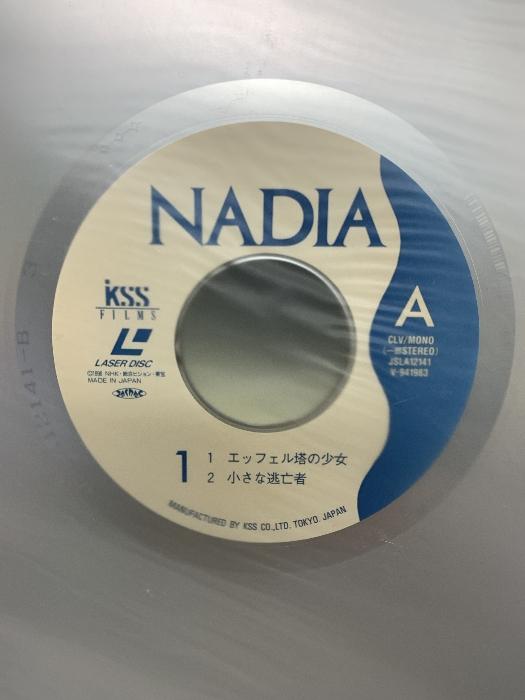 NADIA
KSS
FILMS
LASER DISC
NHK・総合ビジョン・東宝
MADE IN JAPAN
A
CLV/MONO
(一部STEREO)
JSLA12141
V-941983
1
1 エッフェル塔の少女
2 小さな逃亡者
MANUFACTURED BY KSS CO.,LTD. TOKYO. JAPAN
12141-B